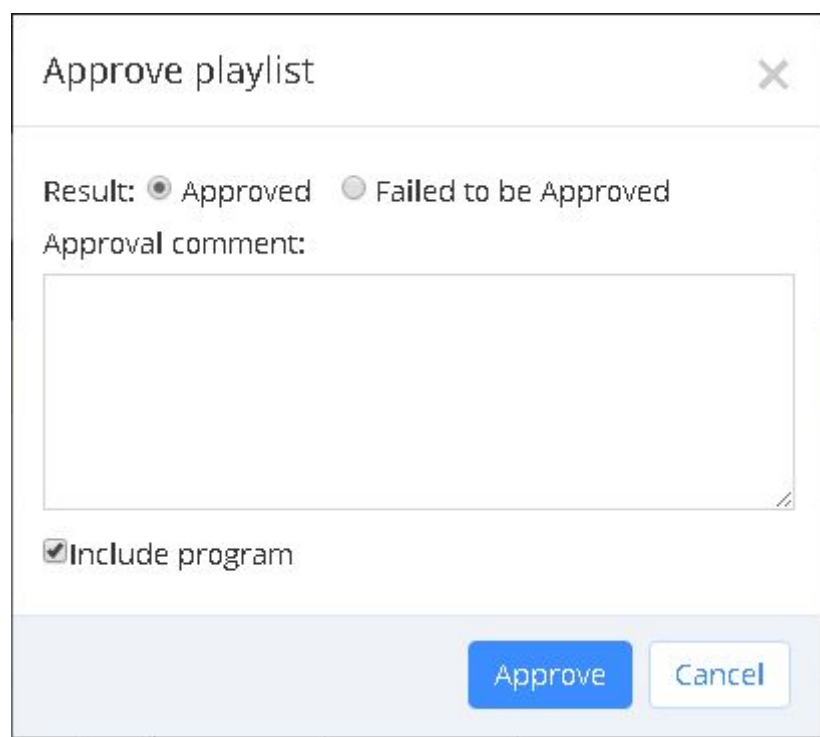 Approve playlist
Result: Approved Failed to be Approved
Approval comment:
Include program
Approve Cancel